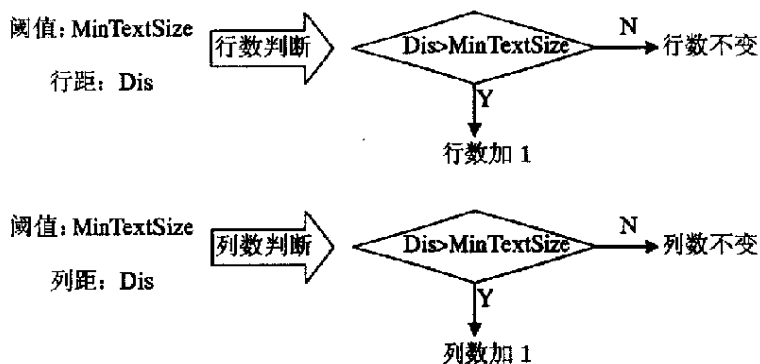 阈值：MinTextSize
行距：Dis
行数判断
Dis>MinTextSize
N
行数不变
Y
行数加 1
阈值：MinTextSize
列距：Dis
列数判断
Dis>MinTextSize
N
列数不变
Y
列数加 1